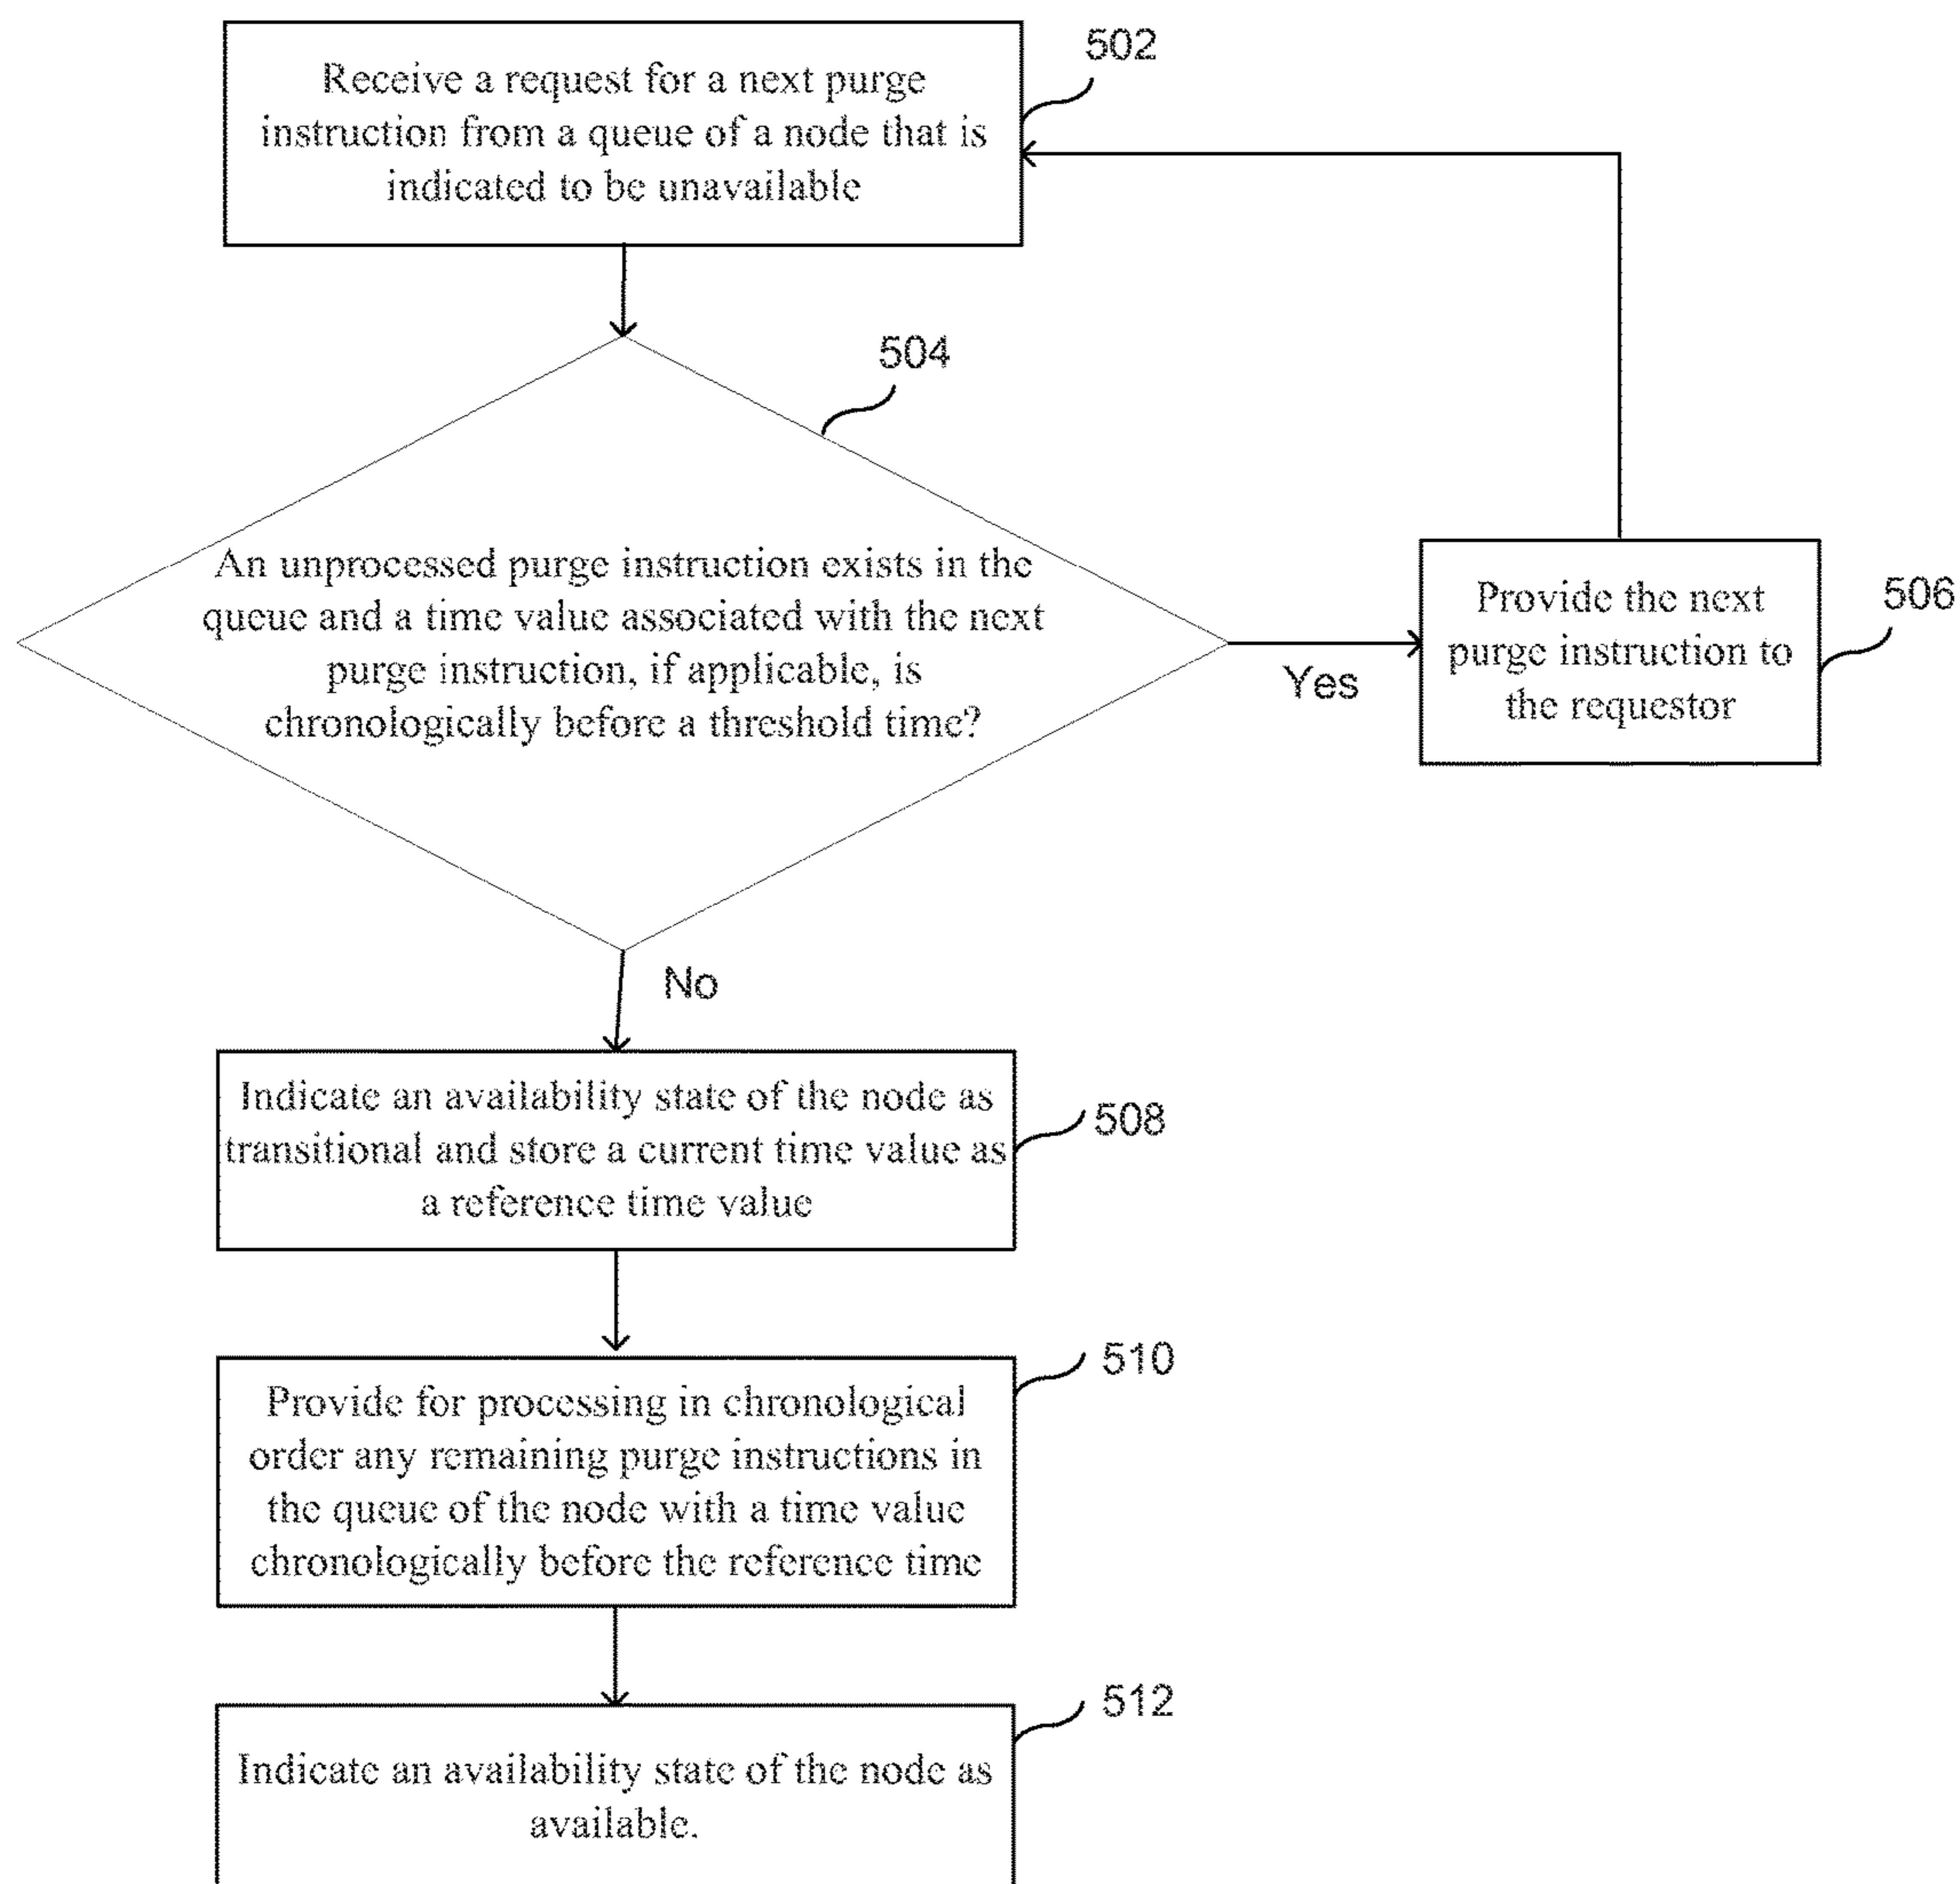 502
Receive a request for a next purge
instruction from a queue of a node that is
indicated to be unavailable
504
An unprocessed purge instruction exists in the
queue and a time value associated with the next
purge instruction, if applicable, is
chronologically before a threshold time?
Yes
506
Provide the next
purge instruction to
the requestor
No
Indicate an availability state of the node as
transitional and store a current time value as
a reference time value
508
510
Provide for processing in chronological
order any remaining purge instructions in
the queue of the node with a time value
chronologically before the reference time
512
Indicate an availability state of the node as
available.